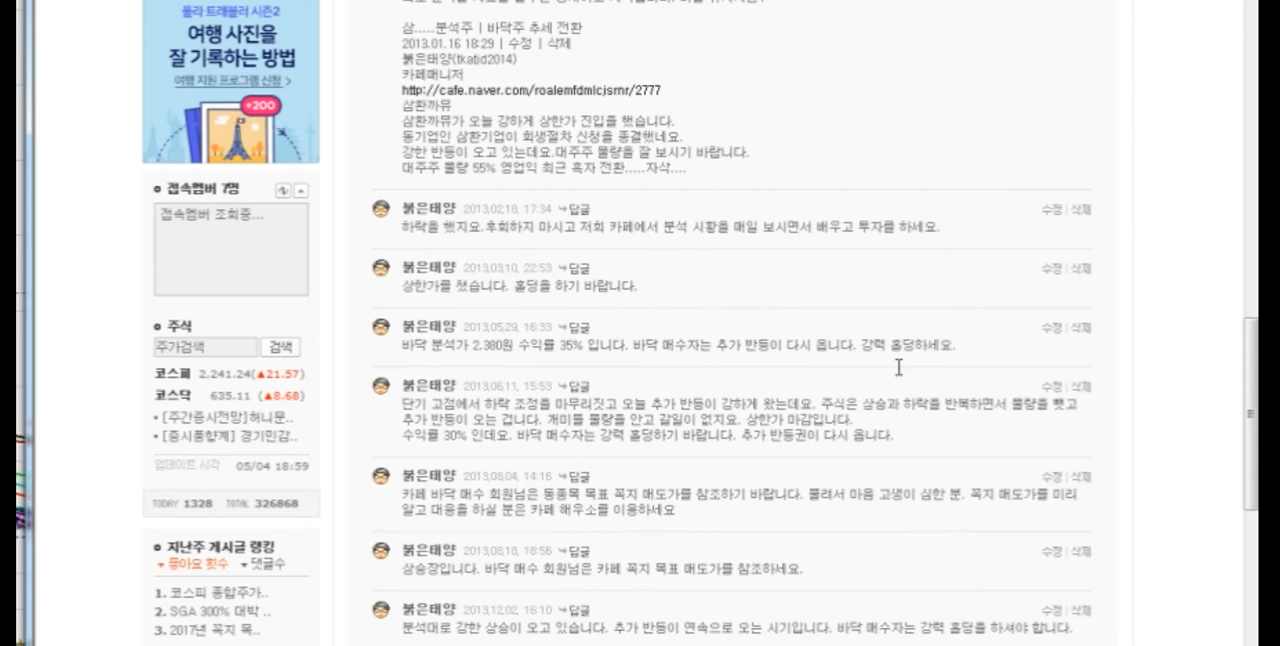 폴라 트래블러 시즌2
여행 사진을
잘 기록하는 방법
여행 지원 프로그램 신청 >
+200
접속멤버 7명
접속멤버 조회중...
주식
주가검색 검색
코스피 2,241.24(▲21.57)
코스닥 635.11 (▲8.68)
• [주간증시전망]허니문..
• [증시풍향계] 경기민감..
업데이트 시각 05/04 18:59
TODAY 1328 TOTAL 326868
지난주 게시글 랭킹
▾ 좋아요 횟수 ▾ 댓글수
1. 코스피 종합주가..
2. SGA 300% 대박 ..
3. 2017년 꼭지 목..
삼.....분석주 | 바닥주 추세 전환
2013.01.16 18:29 | 수정 | 삭제
붉은태양(tkatjd2014)
카페매니저
http://cafe.naver.com/roalemfdmlcjsrnr/2777
삼환까뮤
삼환까뮤가 오늘 강하게 상한가 진입을 했습니다.
동기업인 삼환기업이 회생절차 신청을 종결했네요.
강한 반등이 오고 있는데요.대주주 물량을 잘 보시기 바랍니다.
대주주 물량 55% 영업익 최근 흑자 전환.....자삭....
붉은태양 2013.02.18. 17:34 답글 수정 | 삭제
하락을 했지요.후회하지 마시고 저희 카페에서 분석 시황을 매일 보시면서 배우고 투자를 하세요.
붉은태양 2013.03.10. 22:53 답글 수정 | 삭제
상한가를 쳤습니다. 홀딩을 하기 바랍니다.
붉은태양 2013.05.29. 16:33 답글 수정 | 삭제
바닥 분석가 2.380원 수익률 35% 입니다. 바닥 매수자는 추가 반등이 다시 옵니다. 강력 홀딩하세요.
붉은태양 2013.06.11. 15:53 답글 수정 | 삭제
단기 고점에서 하락 조정을 마무리짓고 오늘 추가 반등이 강하게 왔는데요. 주식은 상승과 하락을 반복하면서 물량을 뺏고
추가 반등이 오는 겁니다. 개미들 물량을 안고 갈일이 없지요. 상한가 마감입니다.
수익률 30% 인데요. 바닥 매수자는 강력 홀딩하기 바랍니다. 추가 반등권이 다시 옵니다.
붉은태양 2013.08.04. 14:16 답글 수정 | 삭제
카페 바닥 매수 회원님은 동종목 목표 꼭지 매도가를 참조하기 바랍니다. 물려서 마음 고생이 심한 분. 꼭지 매도가를 미리
알고 대응을 하실 분은 카페 해우소를 이용하세요
붉은태양 2013.08.18. 18:56 답글 수정 | 삭제
상승장입니다. 바닥 매수 회원님은 카페 꼭지 목표 매도가를 참조하세요.
붉은태양 2013.12.02. 16:10 답글 수정 | 삭제
분석대로 강한 상승이 오고 있습니다. 추가 반등이 연속으로 오는 시기입니다. 바닥 매수자는 강력 홀딩을 하셔야 합니다.